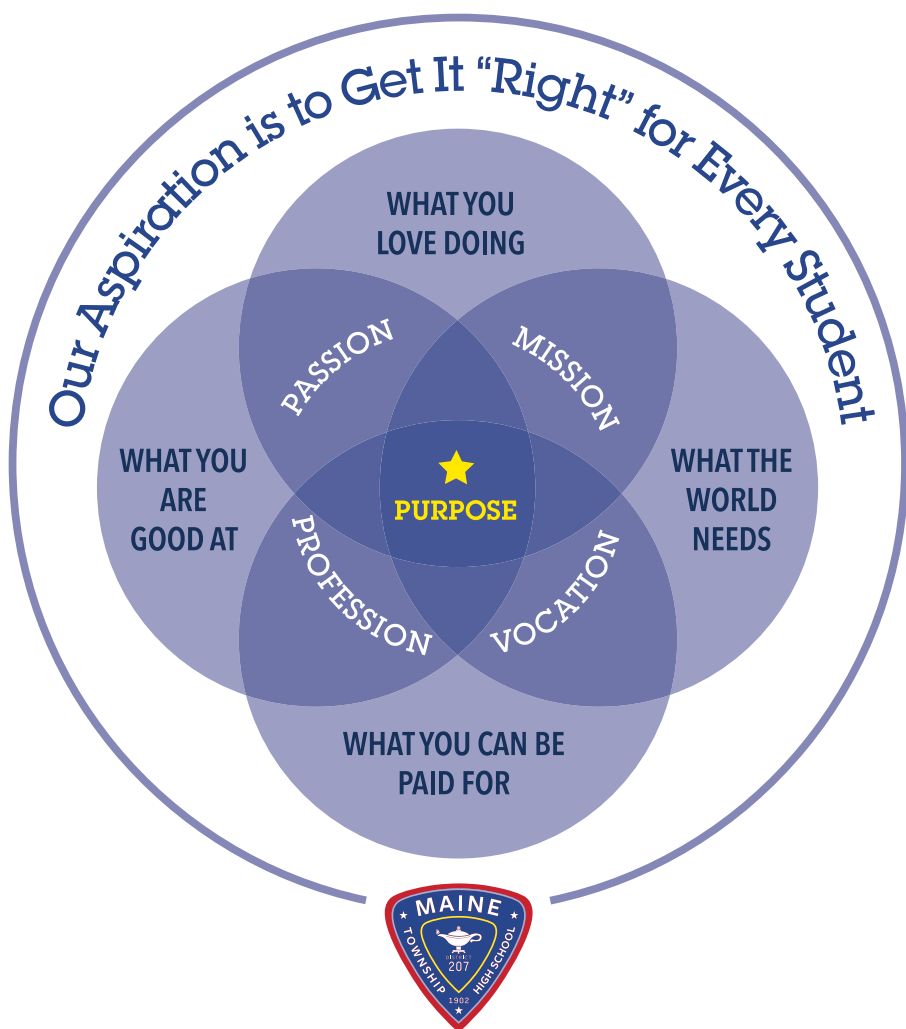 Our Aspiration is to Get It “Right” for Every Student
WHAT YOU
LOVE DOING
PASSION
MISSION
WHAT YOU
ARE
GOOD AT
PURPOSE
WHAT THE
WORLD
NEEDS
PROFESSION
VOCATION
WHAT YOU CAN BE
PAID FOR
MAINE
TOWNSHIP
HIGH SCHOOL
DISTRICT
207
1902